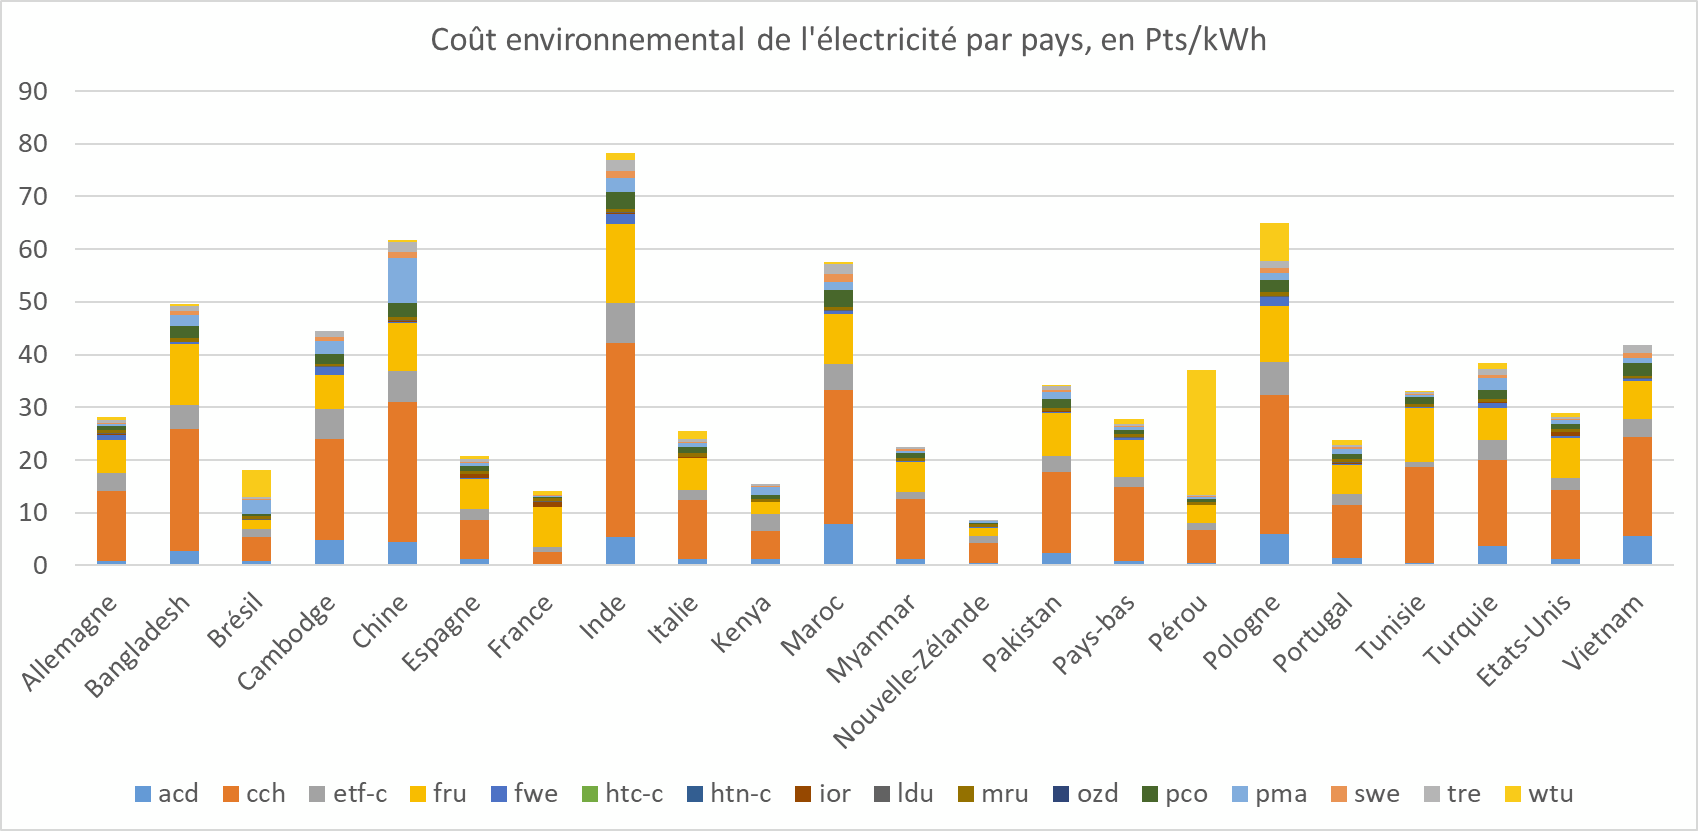 Coût environnemental de l'électricité par pays, en Pts/kWh
90
80
70
60
50
40
30
20
10
0
Allemagne
Bangladesh
Brésil
Cambodge
Chine
Espagne
France
Inde
Italie
Kenya
Maroc
Myanmar
Nouvelle-Zélande
Pakistan
Pays-bas
Pérou
Pologne
Portugal
Tunisie
Turquie
Etats-Unis
Vietnam
acd cch etf-c fru fwe htc-c htn-c ior ldu mru ozd pco pma swe tre wtu